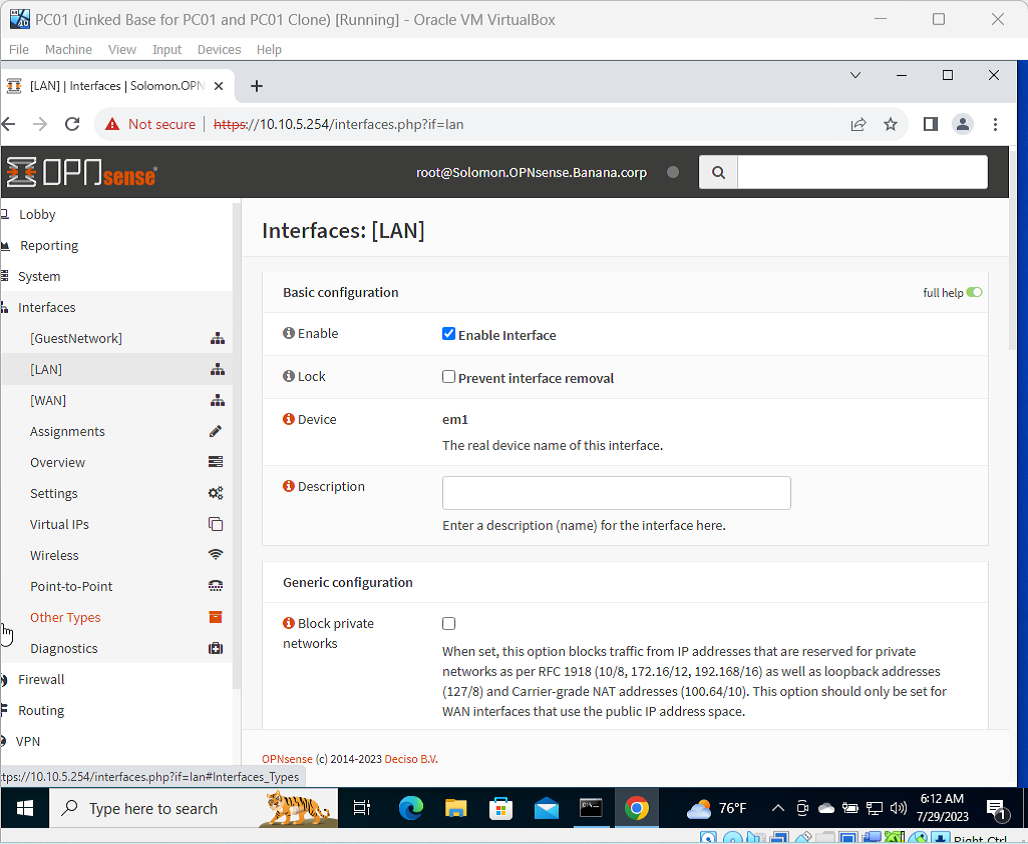 PC01 (Linked Base for PC01 and PC01 Clone) [Running] - Oracle VM VirtualBox
File Machine View Input Devices Help
[LAN] | Interfaces | Solomon.OPN
Not secure | https://10.10.5.254/interfaces.php?if=lan
OPNsense root@Solomon.OPNsense.Banana.corp
Lobby
Reporting
System
Interfaces
[GuestNetwork]
[LAN]
[WAN]
Assignments
Overview
Settings
Virtual IPs
Wireless
Point-to-Point
Other Types
Diagnostics
Firewall
Routing
VPN
Interfaces: [LAN]
Basic configuration full help
Enable Enable Interface
Lock Prevent interface removal
Device em1
The real device name of this interface.
Description
Enter a description (name) for the interface here.
Generic configuration
Block private
networks
When set, this option blocks traffic from IP addresses that are reserved for private
networks as per RFC 1918 (10/8, 172.16/12, 192.168/16) as well as loopback addresses
(127/8) and Carrier-grade NAT addresses (100.64/10). This option should only be set for
WAN interfaces that use the public IP address space.
OPNsense (c) 2014-2023 Deciso B.V.
tps://10.10.5.254/interfaces.php?if=lan#Interfaces_Types
Type here to search
76°F
6:12 AM
7/29/2023
1
Right Ctrl